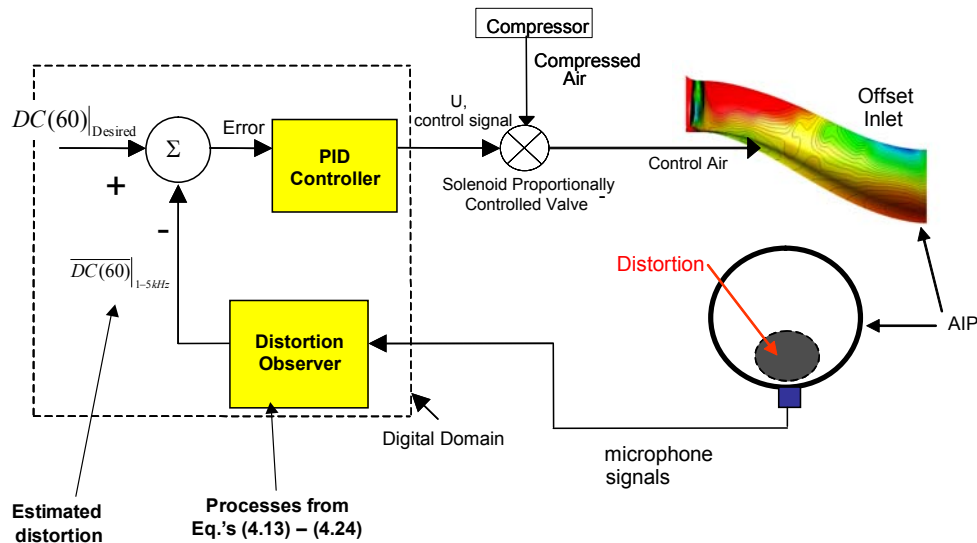 Compressor
Compressed
Air
Offset
Inlet
U,
control signal
DC(60)|Desired
Error
Σ
PID
Controller
+
-
Control Air
Solenoid Proportionally
Controlled Valve
-
DC(60)|1−5kHz
Distortion
Distortion
Observer
AIP
Digital Domain
microphone
signals
Estimated
distortion
Processes from
Eq.'s (4.13) – (4.24)